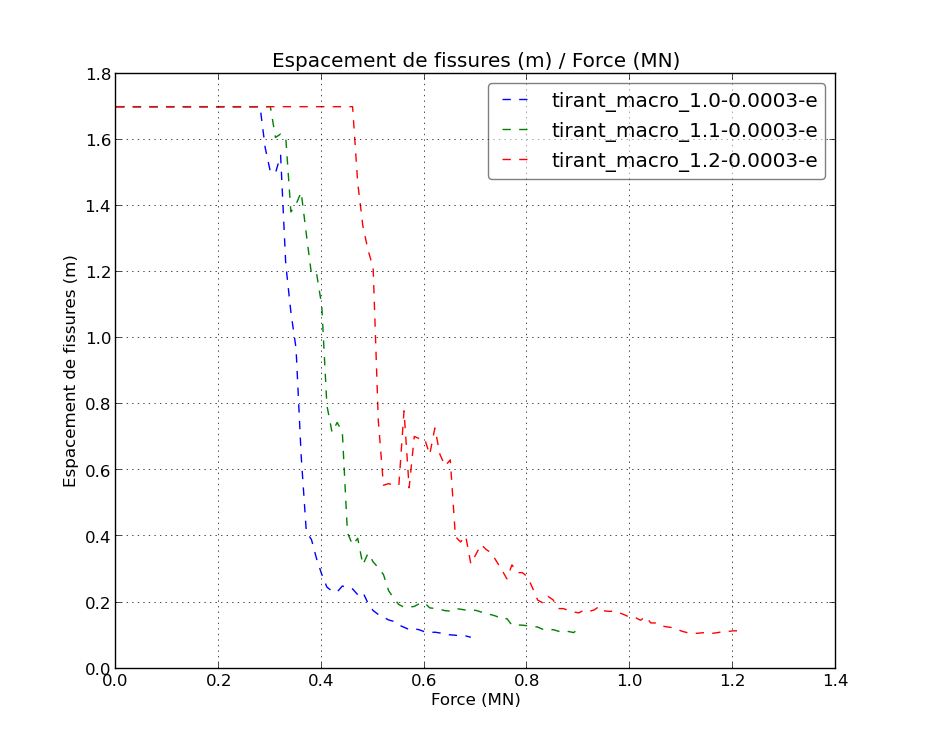 Espacement de fissures (m) / Force (MN)
tirant_macro_1.0-0.0003-e
tirant_macro_1.1-0.0003-e
tirant_macro_1.2-0.0003-e
Espacement de fissures (m)
1.8
1.6
1.4
1.2
1.0
0.8
0.6
0.4
0.2
0.0
0.0 0.2 0.4 0.6 0.8 1.0 1.2 1.4
Force (MN)